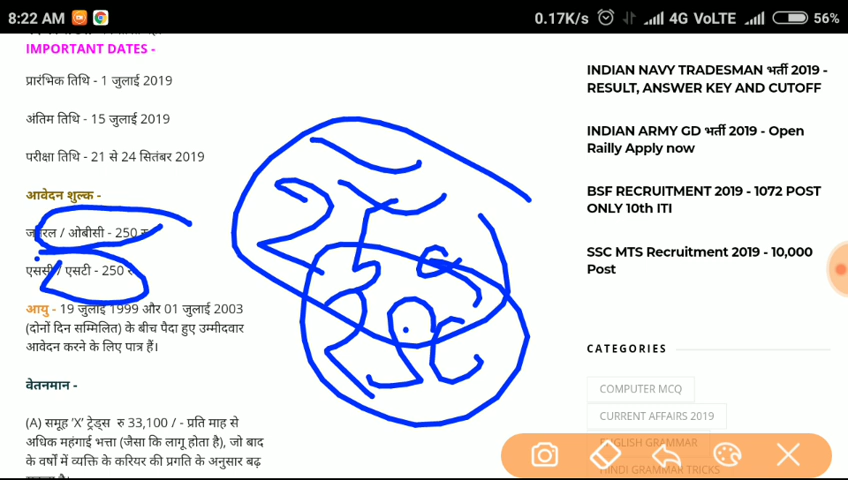 8:22 AM 0.17K/s 4G VoLTE 56%
IMPORTANT DATES -
प्रारंभिक तिथि - 1 जुलाई 2019
अंतिम तिथि - 15 जुलाई 2019
परीक्षा तिथि - 21 से 24 सितंबर 2019
आवेदन शुल्क -
/ ओबीसी - 250 रु
एससी / एसटी - 250
आयु - 19 जुलाई 1999 और 01 जुलाई 2003
(दोनों दिन सम्मिलित) के बीच पैदा हुए उम्मीदवार
आवेदन करने के लिए पात्र हैं।
वेतनमान -
(A) समूह 'X' ट्रेड्स रु 33,100 / - प्रति माह से
अधिक महंगाई भत्ता (जैसा कि लागू होता है), जो बाद
के वर्षों में व्यक्ति के करियर की प्रगति के अनुसार बढ़
INDIAN NAVY TRADESMAN भर्ती 2019 -
RESULT, ANSWER KEY AND CUTOFF
INDIAN ARMY GD भर्ती 2019 - Open
Railly Apply now
BSF RECRUITMENT 2019 - 1072 POST
ONLY 10th ITI
SSC MTS Recruitment 2019 - 10,000
Post
CATEGORIES
COMPUTER MCQ
CURRENT AFFAIRS 2019
ENGLISH GRAMMAR
HINDI GRAMMAR TRICKS